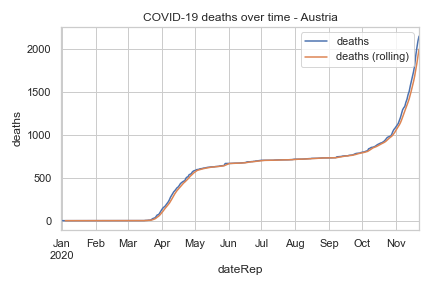 COVID-19 deaths over time - Austria
deaths
deaths (rolling)
2000
1500
1000
500
0
deaths
Jan Feb Mar Apr May Jun Jul Aug Sep Oct Nov
2020
dateRep